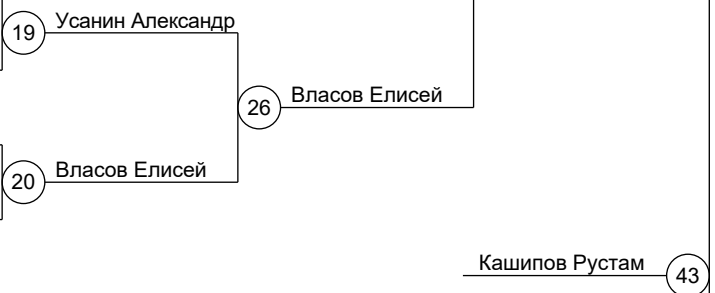 19 Усанин Александр
26 Власов Елисей
20 Власов Елисей
Кашипов Рустам 43